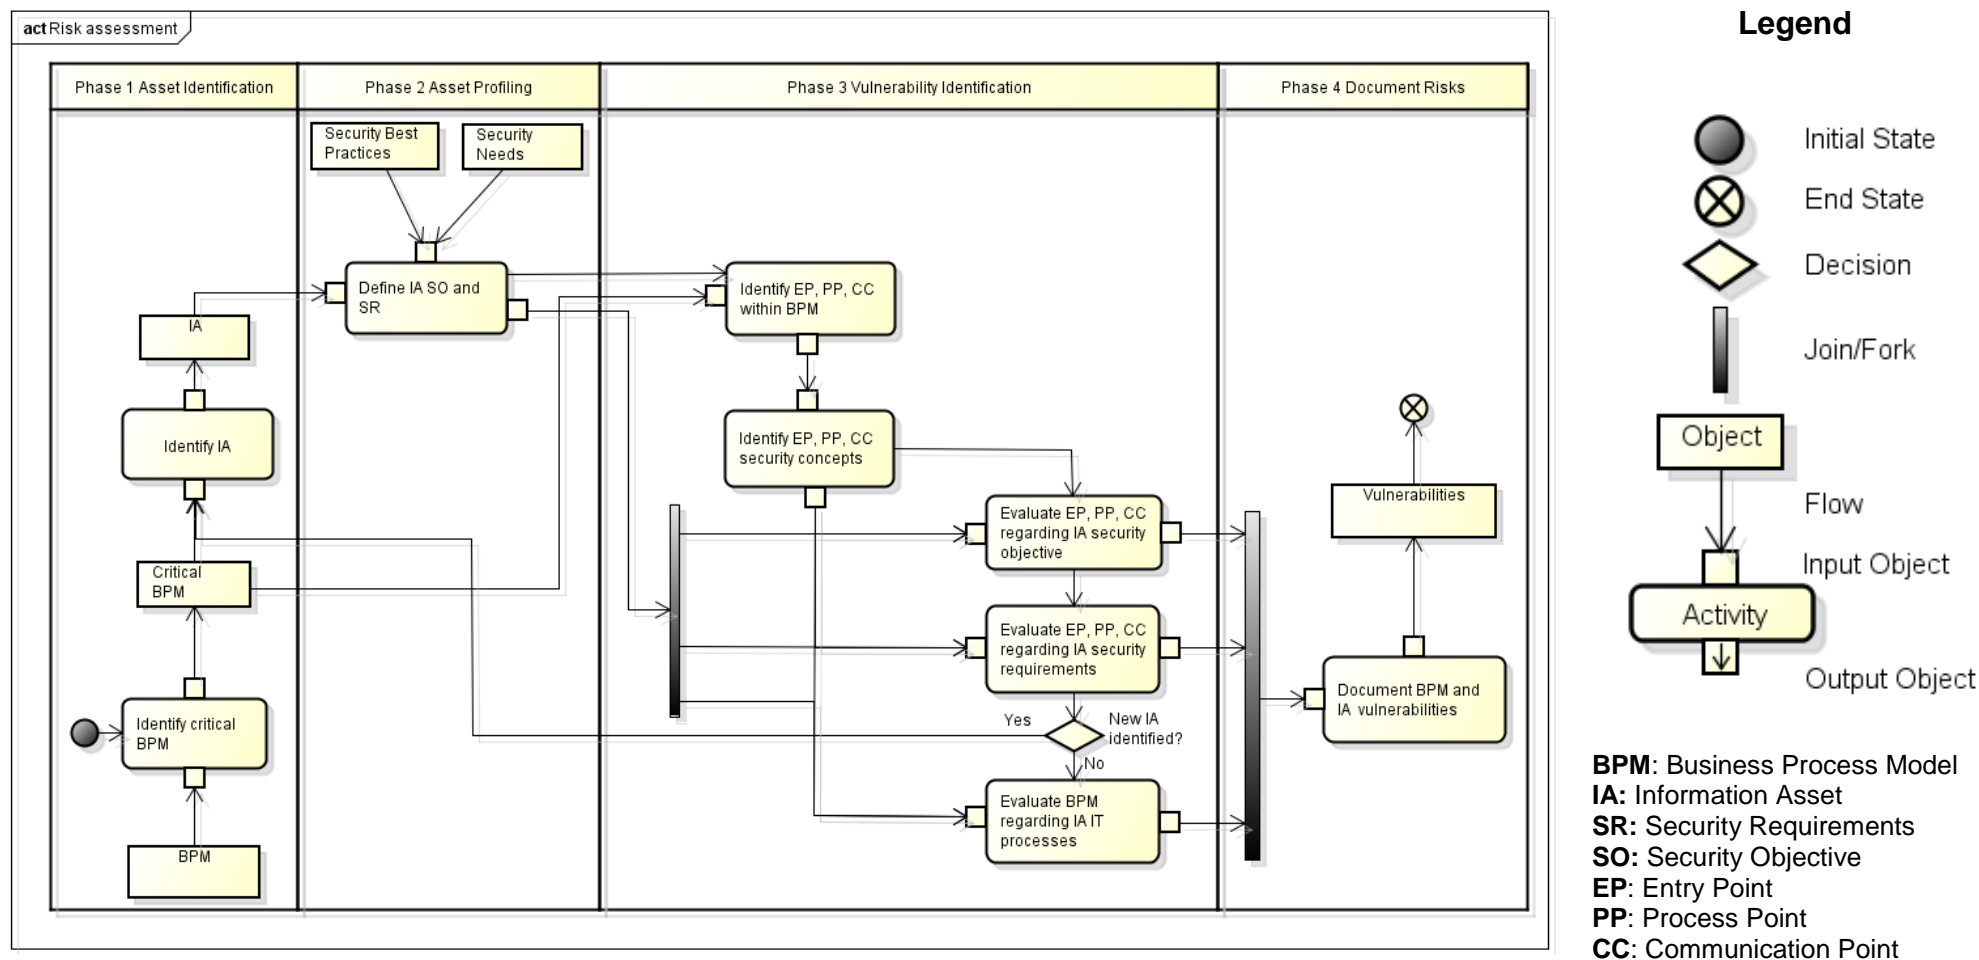 act Risk assessment
Phase 1 Asset Identification
Phase 2 Asset Profiling
Phase 3 Vulnerability Identification
Phase 4 Document Risks
Security Best
Practices
Security
Needs
Define IA SO and
SR
IA
Identify IA
Critical
BPM
Identify critical
BPM
BPM
Identify EP, PP, CC
within BPM
Identify EP, PP, CC
security concepts
Evaluate EP, PP, CC
regarding IA security
objective
Evaluate EP, PP, CC
regarding IA security
requirements
Yes
New IA
identified?
No
Evaluate BPM
regarding IA IT
processes
Vulnerabilities
Document BPM and
IA vulnerabilities
Legend
Initial State
End State
Decision
Join/Fork
Object
Flow
Input Object
Activity
Output Object
BPM: Business Process Model
IA: Information Asset
SR: Security Requirements
SO: Security Objective
EP: Entry Point
PP: Process Point
CC: Communication Point